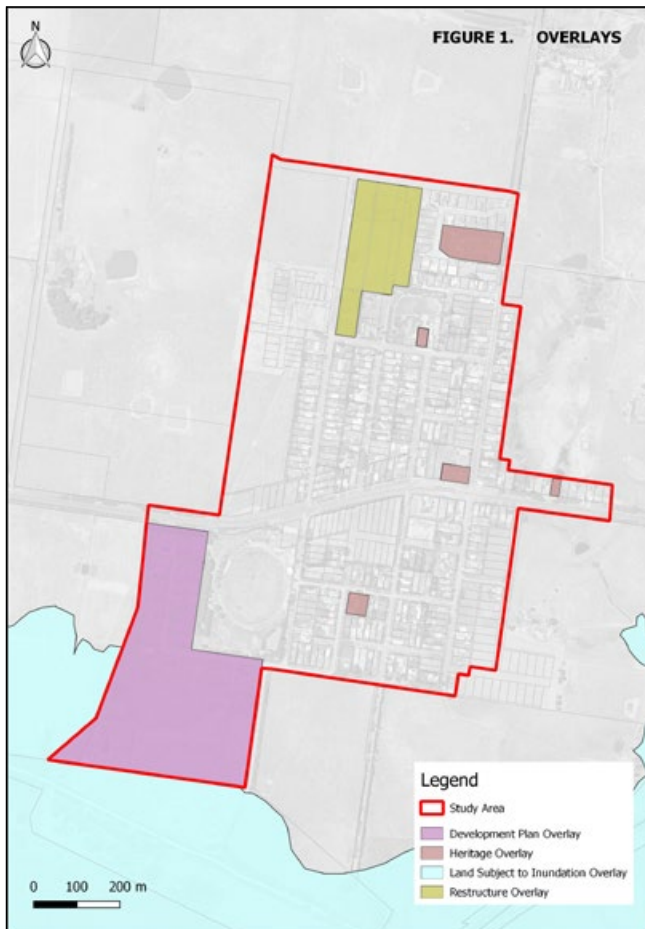 N
FIGURE 1. OVERLAYS
Legend
Study Area
Development Plan Overlay
Heritage Overlay
Land Subject to Inundation Overlay
Restructure Overlay
0 100 200 m